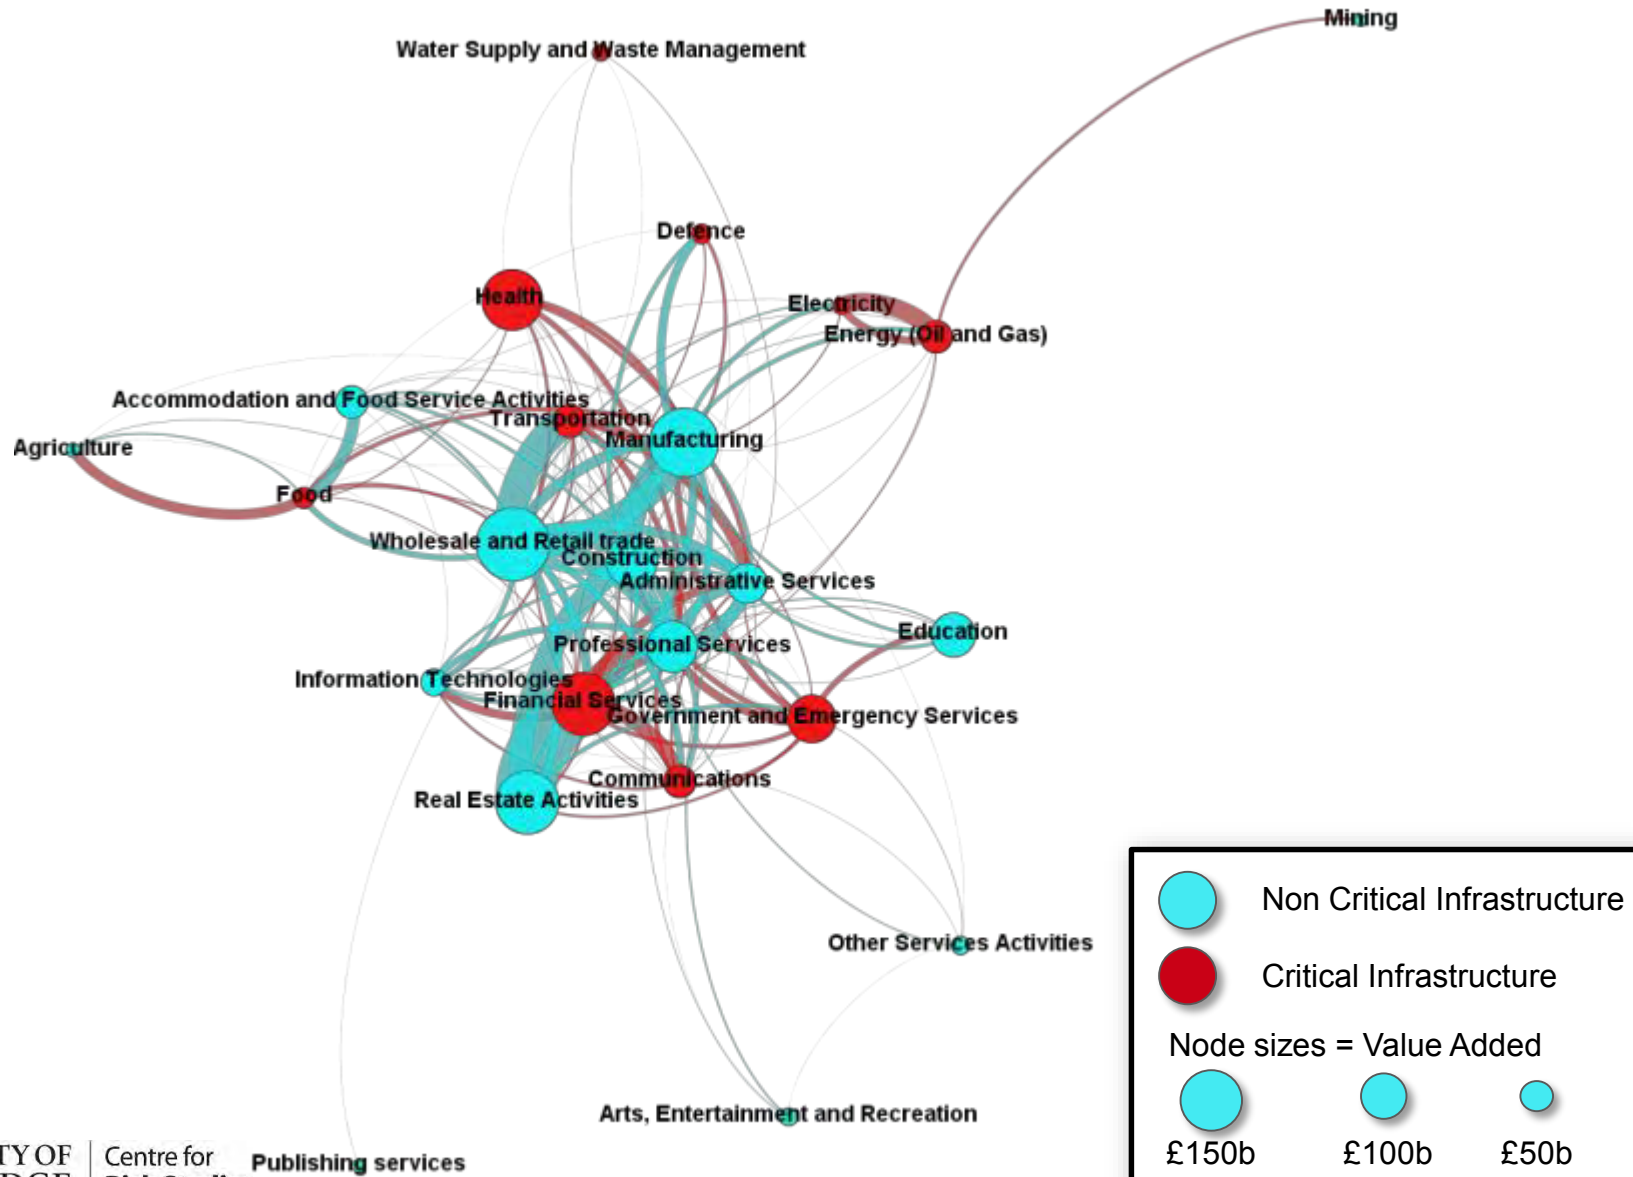 Mining
Water Supply and Waste Management
Defence
Health
Electricity
Energy (Oil and Gas)
Accommodation and Food Service Activities
Transportation
Manufacturing
Agriculture
Food
Wholesale and Retail trade
Construction
Administrative Services
Education
Professional Services
Information Technologies
Financial Services
Government and Emergency Services
Communications
Real Estate Activities
Non Critical Infrastructure
Other Services Activities
Critical Infrastructure
Node sizes = Value Added
Arts, Entertainment and Recreation
£150b £100b £50b
TY OF Centre for
Publishing services